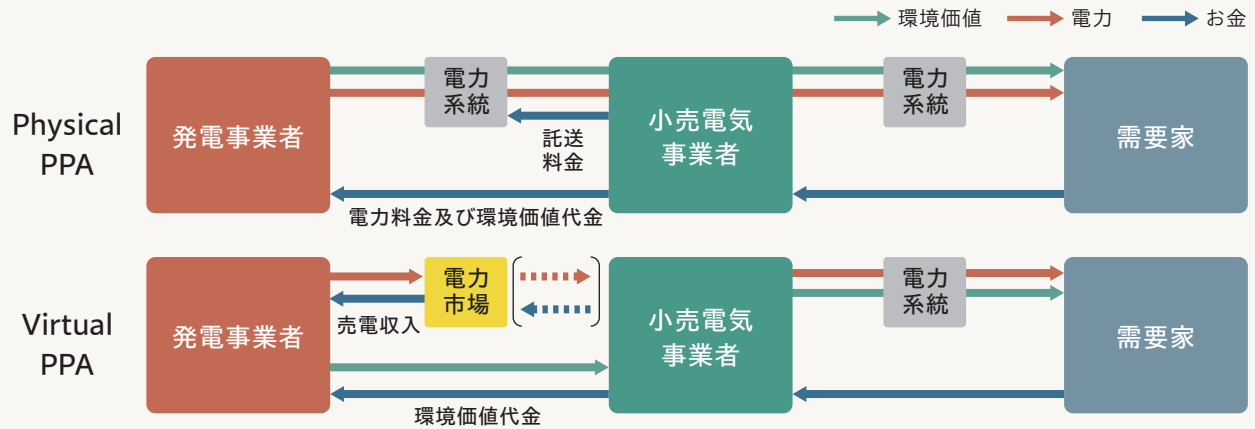 環境価値
電力
お金
Physical
PPA
発電事業者
電力
系統
託送
料金
電力料金及び環境価値代金
小売電気
事業者
電力
系統
需要家
Virtual
PPA
発電事業者
電力
市場
売電収入
環境価値代金
小売電気
事業者
電力
系統
需要家